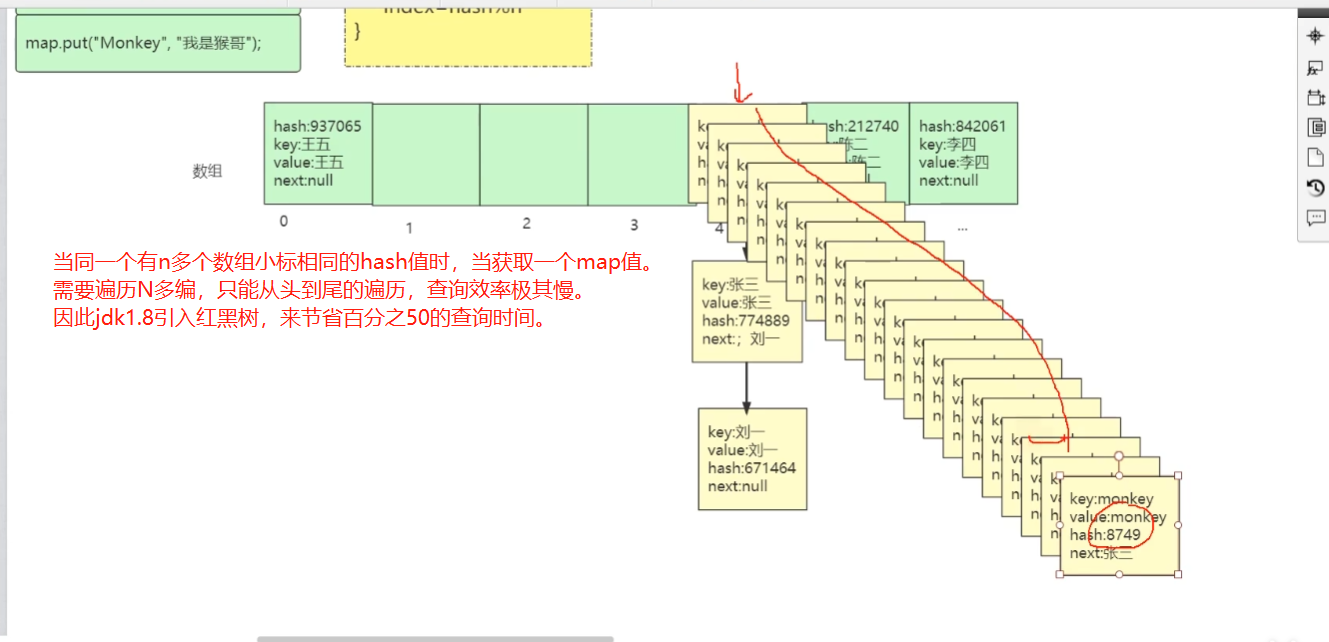 index=hash%n
}
map.put("Monkey", "我是猴哥");
数组
hash:937065
key:王五
value:王五
next:null
hash:212740
陈二
陈二
hash:842061
key:李四
value:李四
next:null
0
1
2
3
4
...
当同一个有n多个数组小标相同的hash值时，当获取一个map值。
需要遍历N多编，只能从头到尾的遍历，查询效率极其慢。
因此jdk1.8引入红黑树，来节省百分之50的查询时间。
key:张三
value:张三
hash:774889
next:；刘一
key:刘一
value:刘一
hash:671464
next:null
key:monkey
value:monkey
hash:8749
next:张三